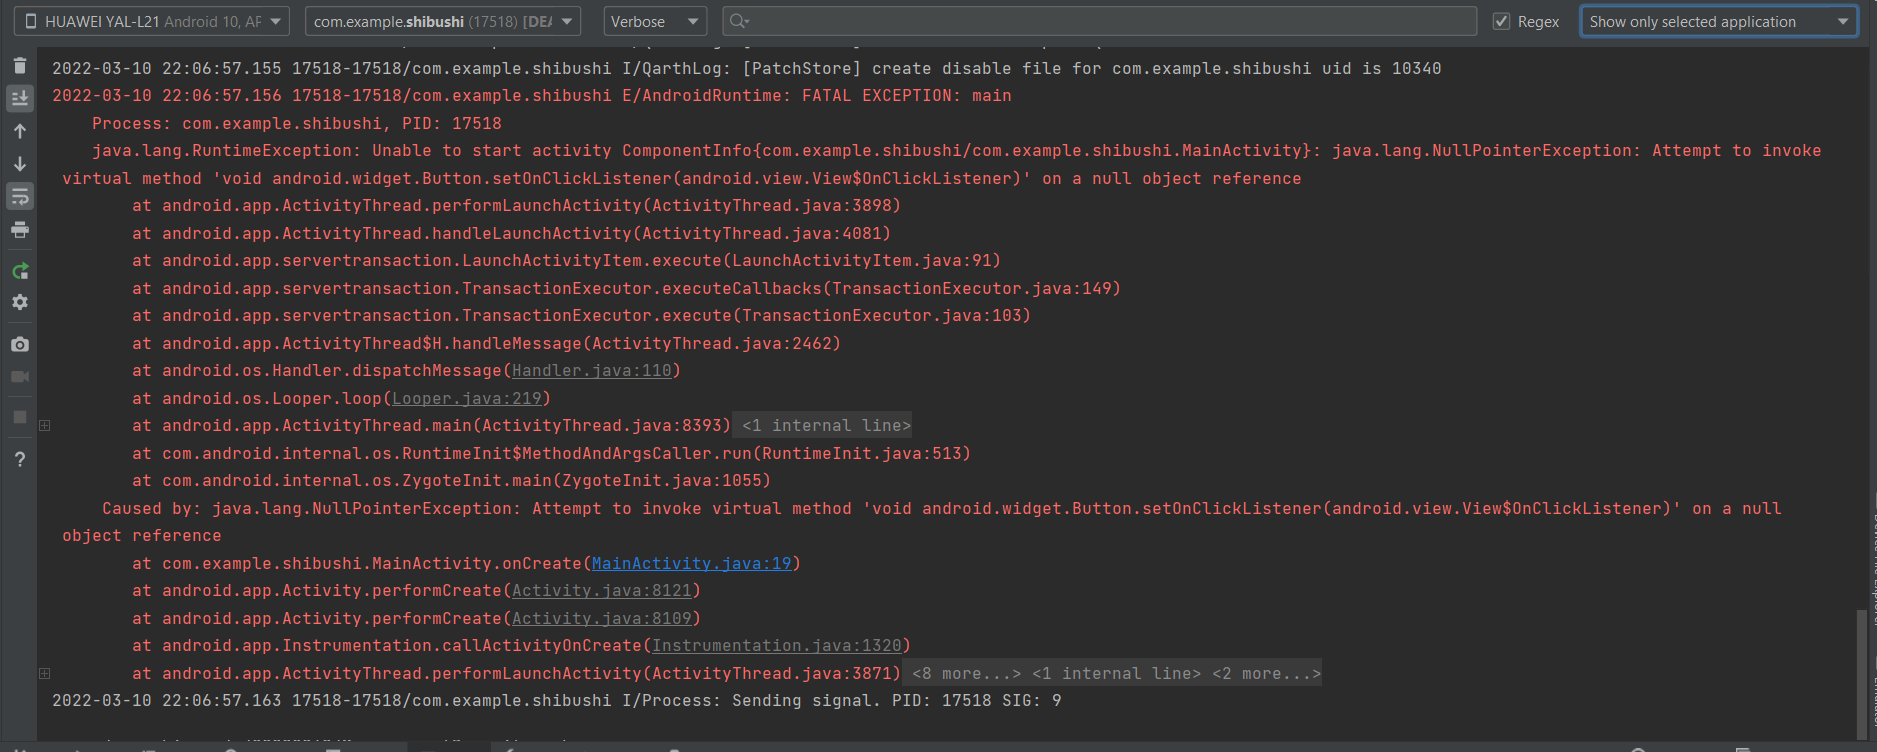 HUAWEI YAL-L21 Android 10, AP
com.example.shibushi (17518) [DEA
Verbose
Regex
Show only selected application
2022-03-10 22:06:57.155 17518-17518/com.example.shibushi I/QarthLog: [PatchStore] create disable file for com.example.shibushi uid is 10340
2022-03-10 22:06:57.156 17518-17518/com.example.shibushi E/AndroidRuntime: FATAL EXCEPTION: main
Process: com.example.shibushi, PID: 17518
java.lang.RuntimeException: Unable to start activity ComponentInfo{com.example.shibushi/com.example.shibushi.MainActivity}: java.lang.NullPointerException: Attempt to invoke
virtual method 'void android.widget.Button.setOnClickListener(android.view.View$OnClickListener)' on a null object reference
at android.app.ActivityThread.performLaunchActivity(ActivityThread.java:3898)
at android.app.ActivityThread.handleLaunchActivity(ActivityThread.java:4081)
at android.app.servertransaction.LaunchActivityItem.execute(LaunchActivityItem.java:91)
at android.app.servertransaction.TransactionExecutor.executeCallbacks(TransactionExecutor.java:149)
at android.app.servertransaction.TransactionExecutor.execute(TransactionExecutor.java:103)
at android.app.ActivityThread$H.handleMessage(ActivityThread.java:2462)
at android.os.Handler.dispatchMessage(Handler.java:110)
at android.os.Looper.loop(Looper.java:219)
at android.app.ActivityThread.main(ActivityThread.java:8393) <1 internal line>
at com.android.internal.os.RuntimeInit$MethodAndArgsCaller.run(RuntimeInit.java:513)
at com.android.internal.os.ZygoteInit.main(ZygoteInit.java:1055)
Caused by: java.lang.NullPointerException: Attempt to invoke virtual method 'void android.widget.Button.setOnClickListener(android.view.View$OnClickListener)' on a null
object reference
at com.example.shibushi.MainActivity.onCreate(MainActivity.java:19)
at android.app.Activity.performCreate(Activity.java:8121)
at android.app.Activity.performCreate(Activity.java:8109)
at android.app.Instrumentation.callActivityOnCreate(Instrumentation.java:1320)
at android.app.ActivityThread.performLaunchActivity(ActivityThread.java:3871) <8 more...> <1 internal line> <2 more...>
2022-03-10 22:06:57.163 17518-17518/com.example.shibushi I/Process: Sending signal. PID: 17518 SIG: 9